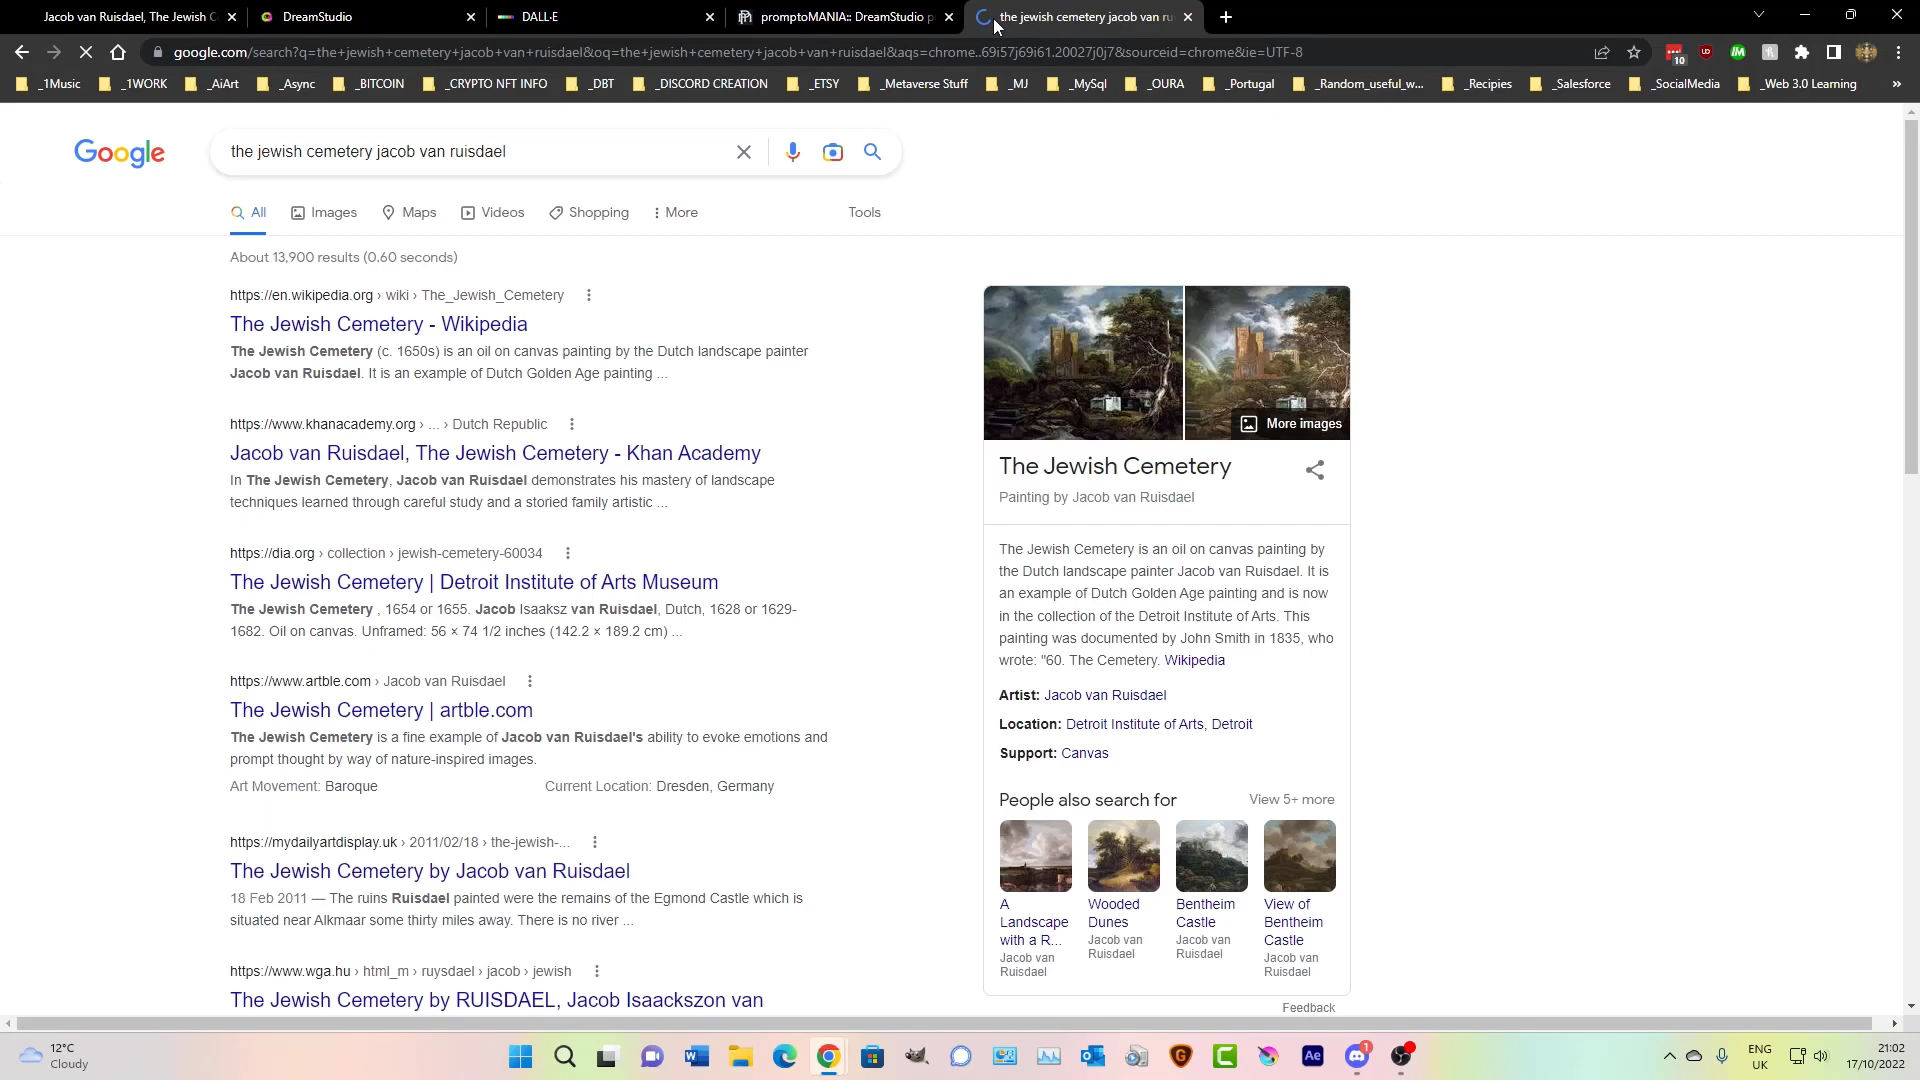 Jacob van Ruisdael, The Jewish C
DreamStudio
DALL·E
promptoMANIA:: DreamStudio p
the jewish cemetery jacob van ru
google.com/search?q=the+jewish+cemetery+jacob+van+ruisdael&oq=the+jewish+cemetery+jacob+van+ruisdael&aqs=chrome..69i57j69i61.20027j0j7&sourceid=chrome&ie=UTF-8
10
_1Music
_1WORK
_AiArt
_Async
_BITCOIN
_CRYPTO NFT INFO
_DBT
_DISCORD CREATION
_ETSY
_Metaverse Stuff
_MJ
_MySql
_OURA
_Portugal
_Random_useful_w...
_Recipies
_Salesforce
_SocialMedia
_Web 3.0 Learning
»
Google
the jewish cemetery jacob van ruisdael
All
Images
Maps
Videos
Shopping
More
Tools
About 13,900 results (0.60 seconds)
https://en.wikipedia.org › wiki › The_Jewish_Cemetery
The Jewish Cemetery - Wikipedia
The Jewish Cemetery (c. 1650s) is an oil on canvas painting by the Dutch landscape painter
Jacob van Ruisdael. It is an example of Dutch Golden Age painting ...
https://www.khanacademy.org › ... › Dutch Republic
Jacob van Ruisdael, The Jewish Cemetery - Khan Academy
In The Jewish Cemetery, Jacob van Ruisdael demonstrates his mastery of landscape
techniques learned through careful study and a storied family artistic ...
https://dia.org › collection › jewish-cemetery-60034
The Jewish Cemetery | Detroit Institute of Arts Museum
The Jewish Cemetery , 1654 or 1655. Jacob Isaaksz van Ruisdael, Dutch, 1628 or 1629-
1682. Oil on canvas. Unframed: 56 × 74 1/2 inches (142.2 × 189.2 cm) ...
https://www.artble.com › Jacob van Ruisdael
The Jewish Cemetery | artble.com
The Jewish Cemetery is a fine example of Jacob van Ruisdael's ability to evoke emotions and
prompt thought by way of nature-inspired images.
Art Movement: Baroque
Current Location: Dresden, Germany
https://mydailyartdisplay.uk › 2011/02/18 › the-jewish-...
The Jewish Cemetery by Jacob van Ruisdael
18 Feb 2011 — The ruins Ruisdael painted were the remains of the Egmond Castle which is
situated near Alkmaar some thirty miles away. There is no river ...
https://www.wga.hu › html_m › ruysdael › jacob › jewish
The Jewish Cemetery by RUISDAEL, Jacob Isaackszon van
More images
The Jewish Cemetery
Painting by Jacob van Ruisdael
The Jewish Cemetery is an oil on canvas painting by
the Dutch landscape painter Jacob van Ruisdael. It is
an example of Dutch Golden Age painting and is now
in the collection of the Detroit Institute of Arts. This
painting was documented by John Smith in 1835, who
wrote: "60. The Cemetery. Wikipedia
Artist: Jacob van Ruisdael
Location: Detroit Institute of Arts, Detroit
Support: Canvas
People also search for
View 5+ more
A
Landscape
with a R...
Jacob van
Ruisdael
Wooded
Dunes
Jacob van
Ruisdael
Bentheim
Castle
Jacob van
Ruisdael
View of
Bentheim
Castle
Jacob van
Ruisdael
Feedback
12°C
Cloudy
Ae
1
ENG
UK
21:02
17/10/2022